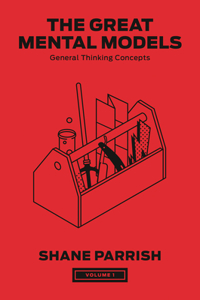 THE GREAT
MENTAL MODELS
General Thinking Concepts
SHANE PARRISH
VOLUME 1